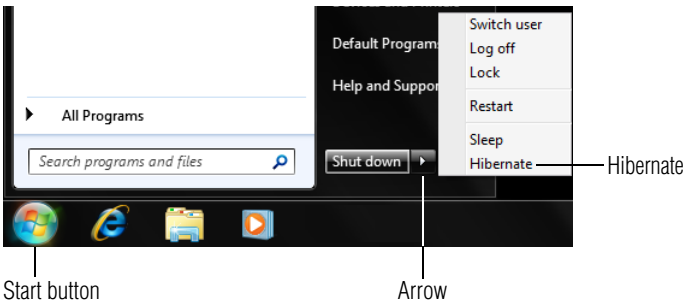 Switch user
Default Program
Log off
Lock
Help and Suppor
Restart
All Programs
Sleep
Search programs and files
Shut down
Hibernate
Hibernate
Start button
Arrow